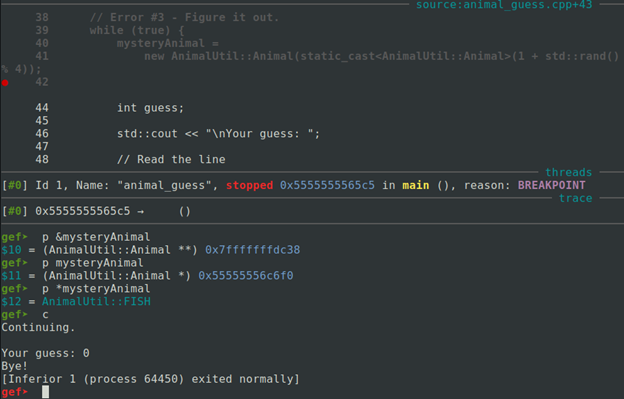 source:animal_guess.cpp+43
38 // Error #3 - Figure it out.
39 while (true) {
40 mysteryAnimal =
41 new AnimalUtil::Animal(static_cast<AnimalUtil::Animal>(1 + std::rand()
% 4));
42
44 int guess;
45
46 std::cout << "\nYour guess: ";
47
48 // Read the line
threads
[#0] Id 1, Name: "animal_guess", stopped 0x5555555565c5 in main (), reason: BREAKPOINT
trace
[#0] 0x5555555565c5 → ()
gef➤ p &mysteryAnimal
$10 = (AnimalUtil::Animal **) 0x7fffffffdc38
gef➤ p mysteryAnimal
$11 = (AnimalUtil::Animal *) 0x55555556c6f0
gef➤ p *mysteryAnimal
$12 = AnimalUtil::FISH
gef➤ c
Continuing.
Your guess: 0
Bye!
[Inferior 1 (process 64450) exited normally]
gef➤